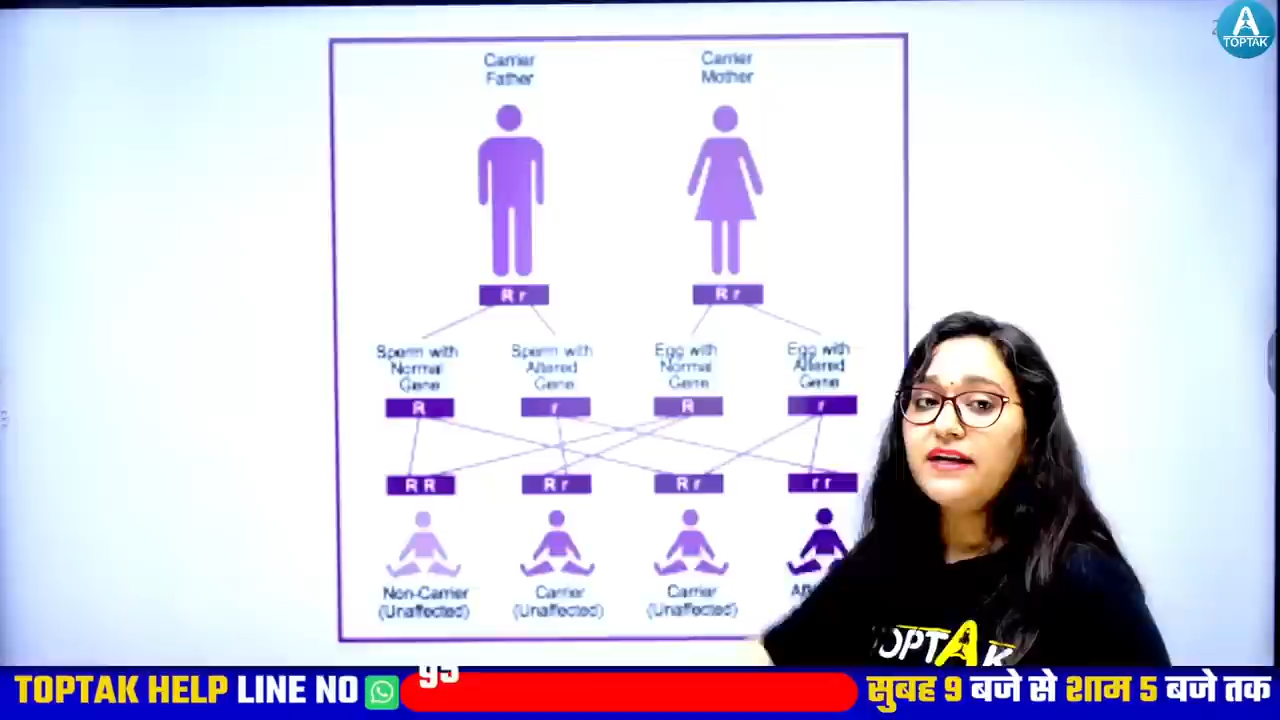 A
TOPTAK
Carrier
Father
Carrier
Mother
R r
R r
Sperm with
Normal
Gene
Sperm with
Altered
Gene
Egg with
Normal
Gene
Egg with
Altered
Gene
R
r
R
r
R R
R r
R r
r r
Non-Carrier
(Unaffected)
Carrier
(Unaffected)
Carrier
(Unaffected)
TOPTAK
TOPTAK HELP LINE NO
सुबह 9 बजे से शाम 5 बजे तक